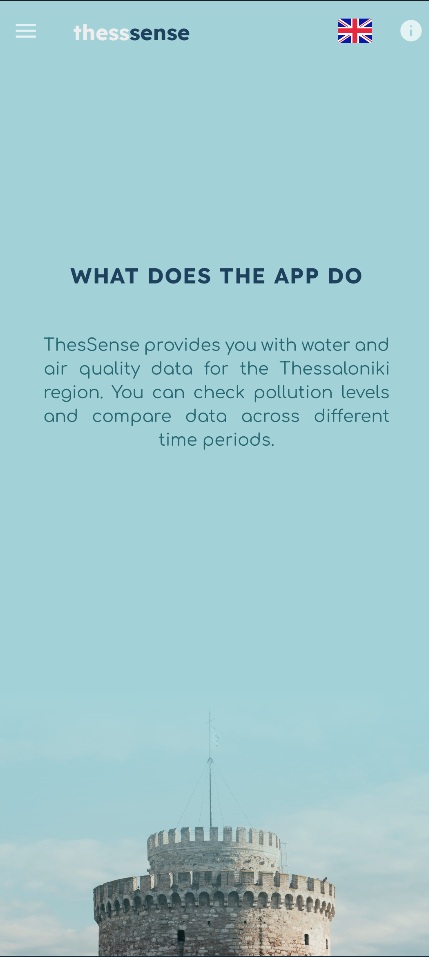 thesssense
WHAT DOES THE APP DO
ThesSense provides you with water and
air quality data for the Thessaloniki
region. You can check pollution levels
and compare data across different
time periods.